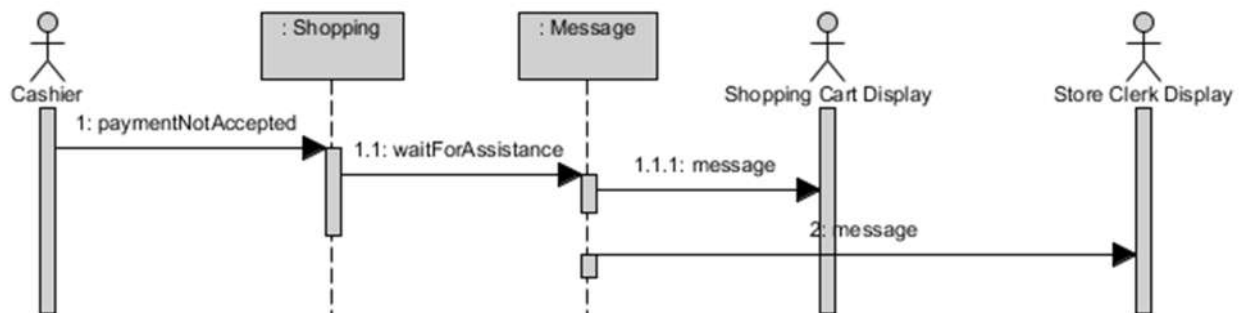 : Shopping
: Message
Cashier
Shopping Cart Display
Store Clerk Display
1: paymentNotAccepted
1.1: waitForAssistance
1.1.1: message
2: message